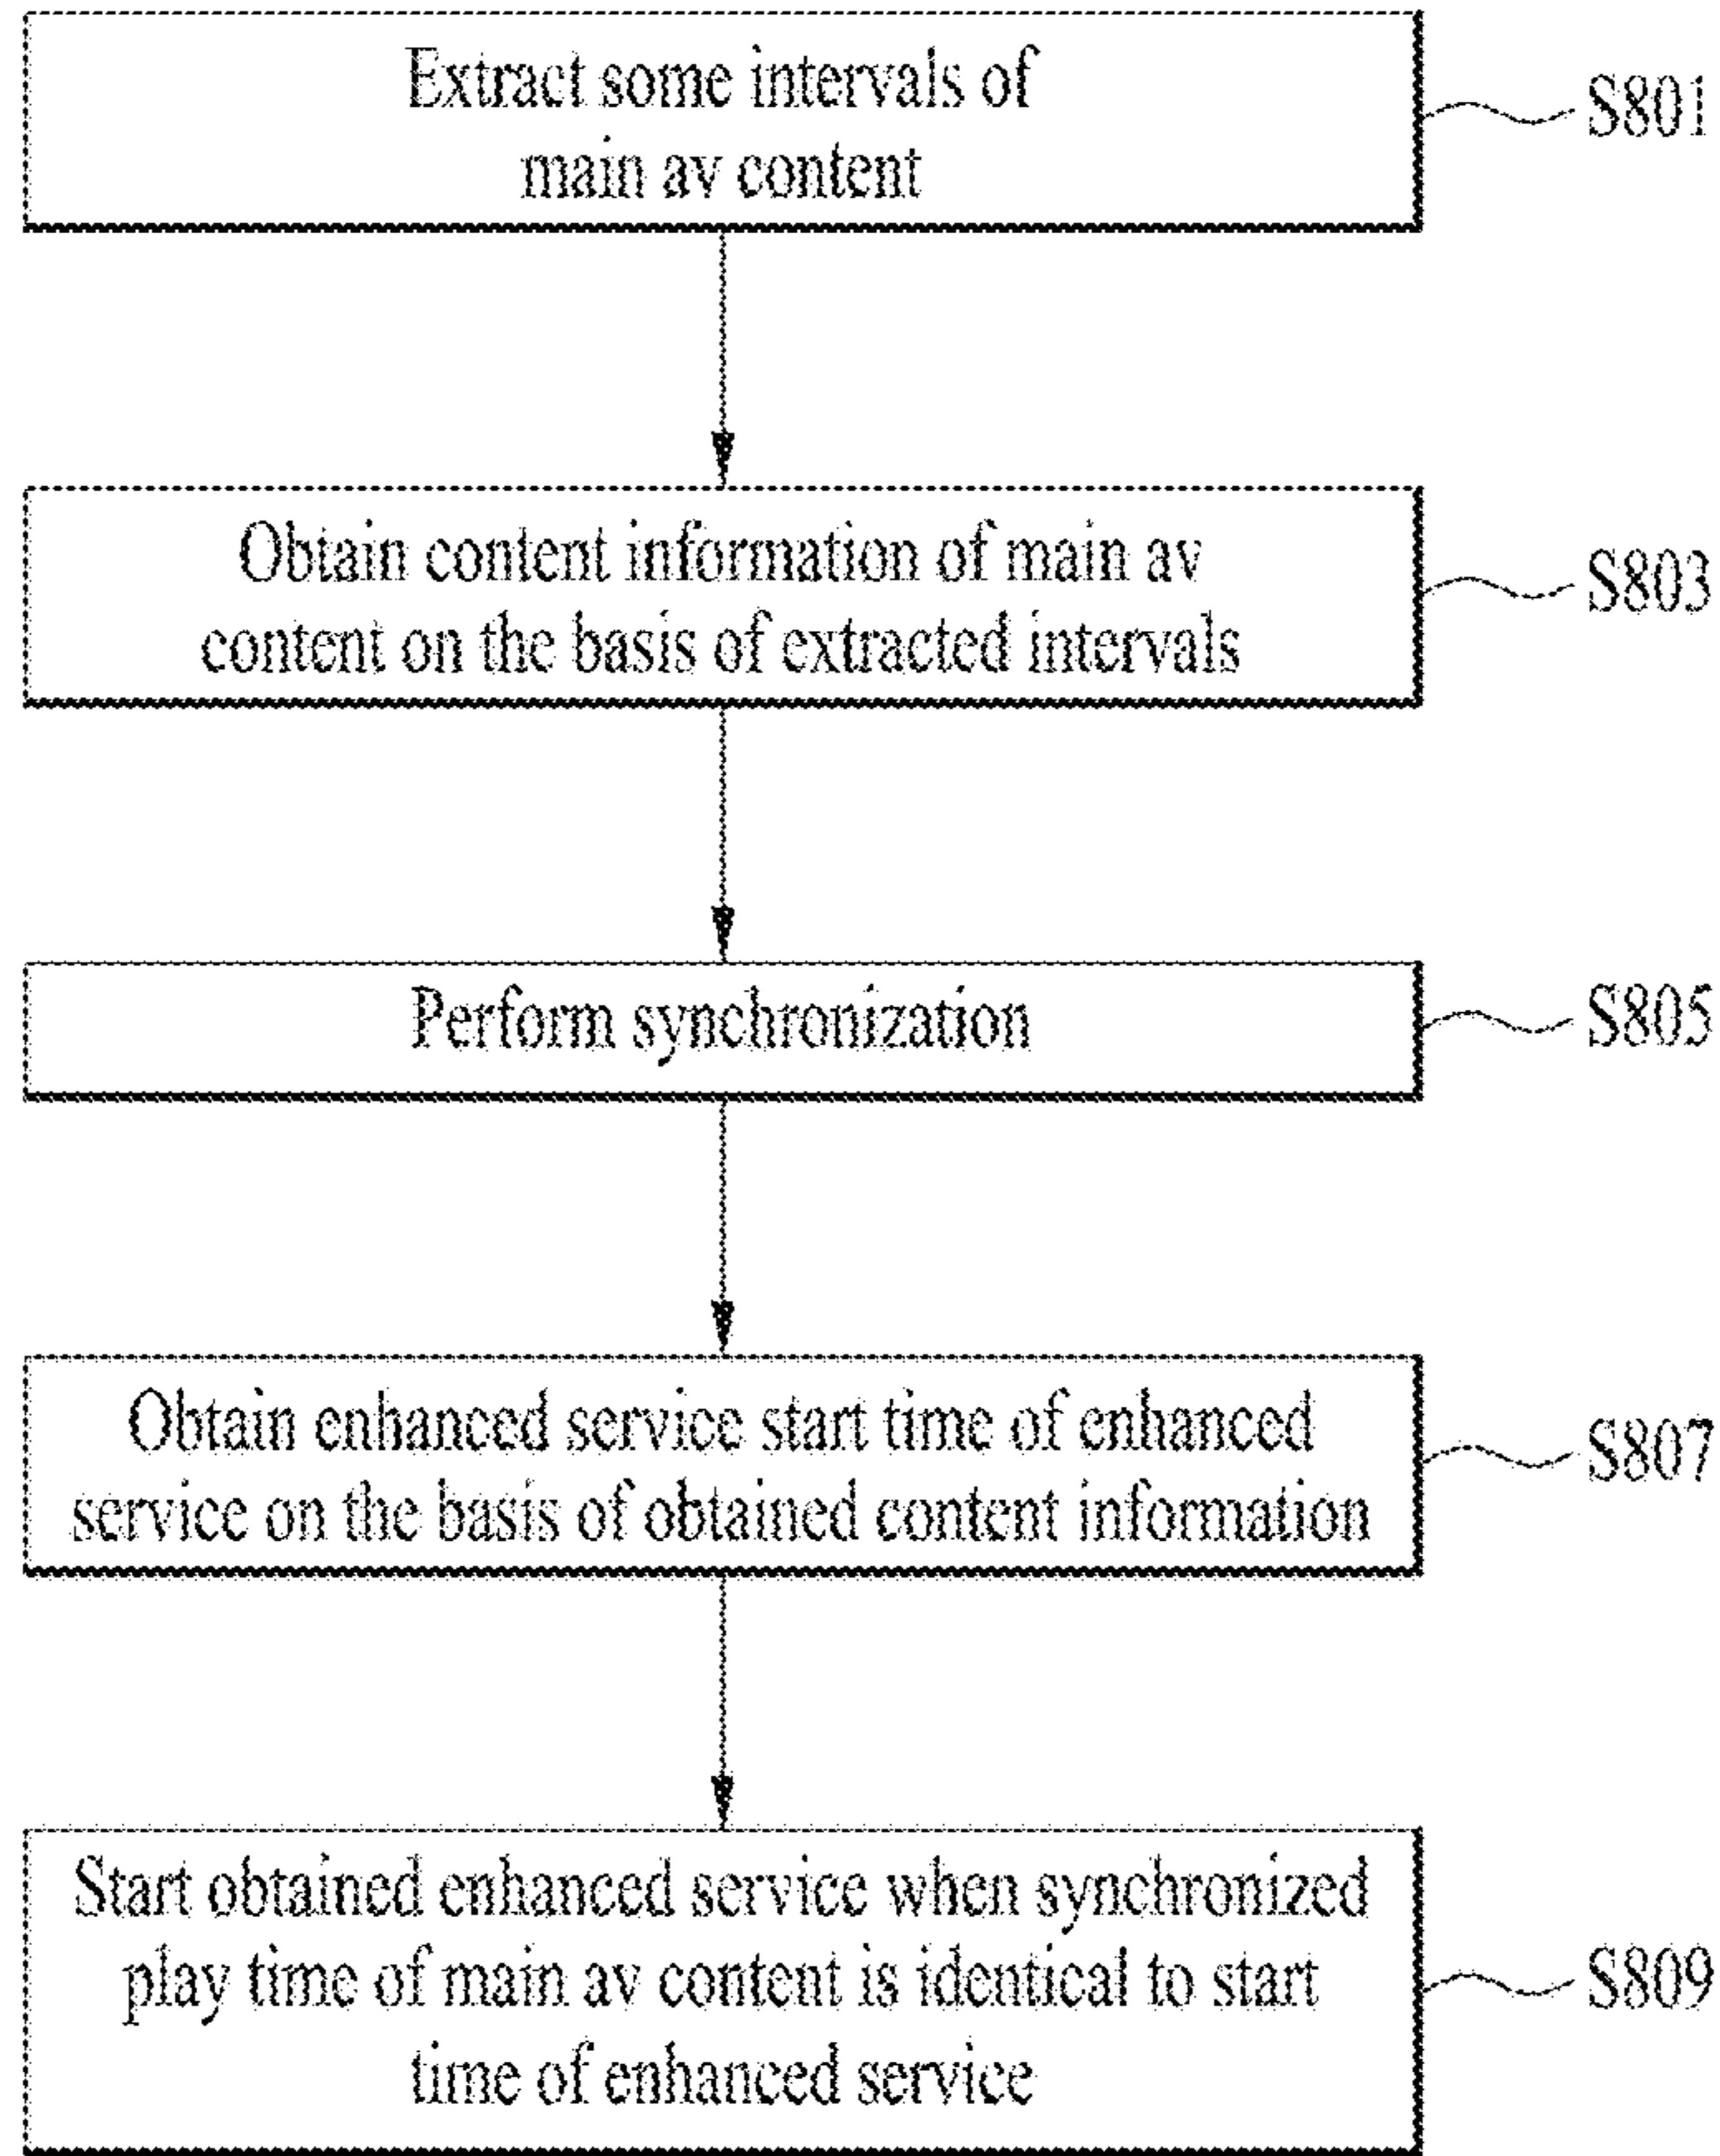 Extract some intervals of
main av content
S801
Obtain content information of main av
content on the basis of extracted intervals
S803
Perform synchronization
S805
Obtain enhanced service start time of enhanced
service on the basis of obtained content information
S807
Start obtained enhanced service when synchronized
play time of main av content is identical to start
time of enhanced service
S809